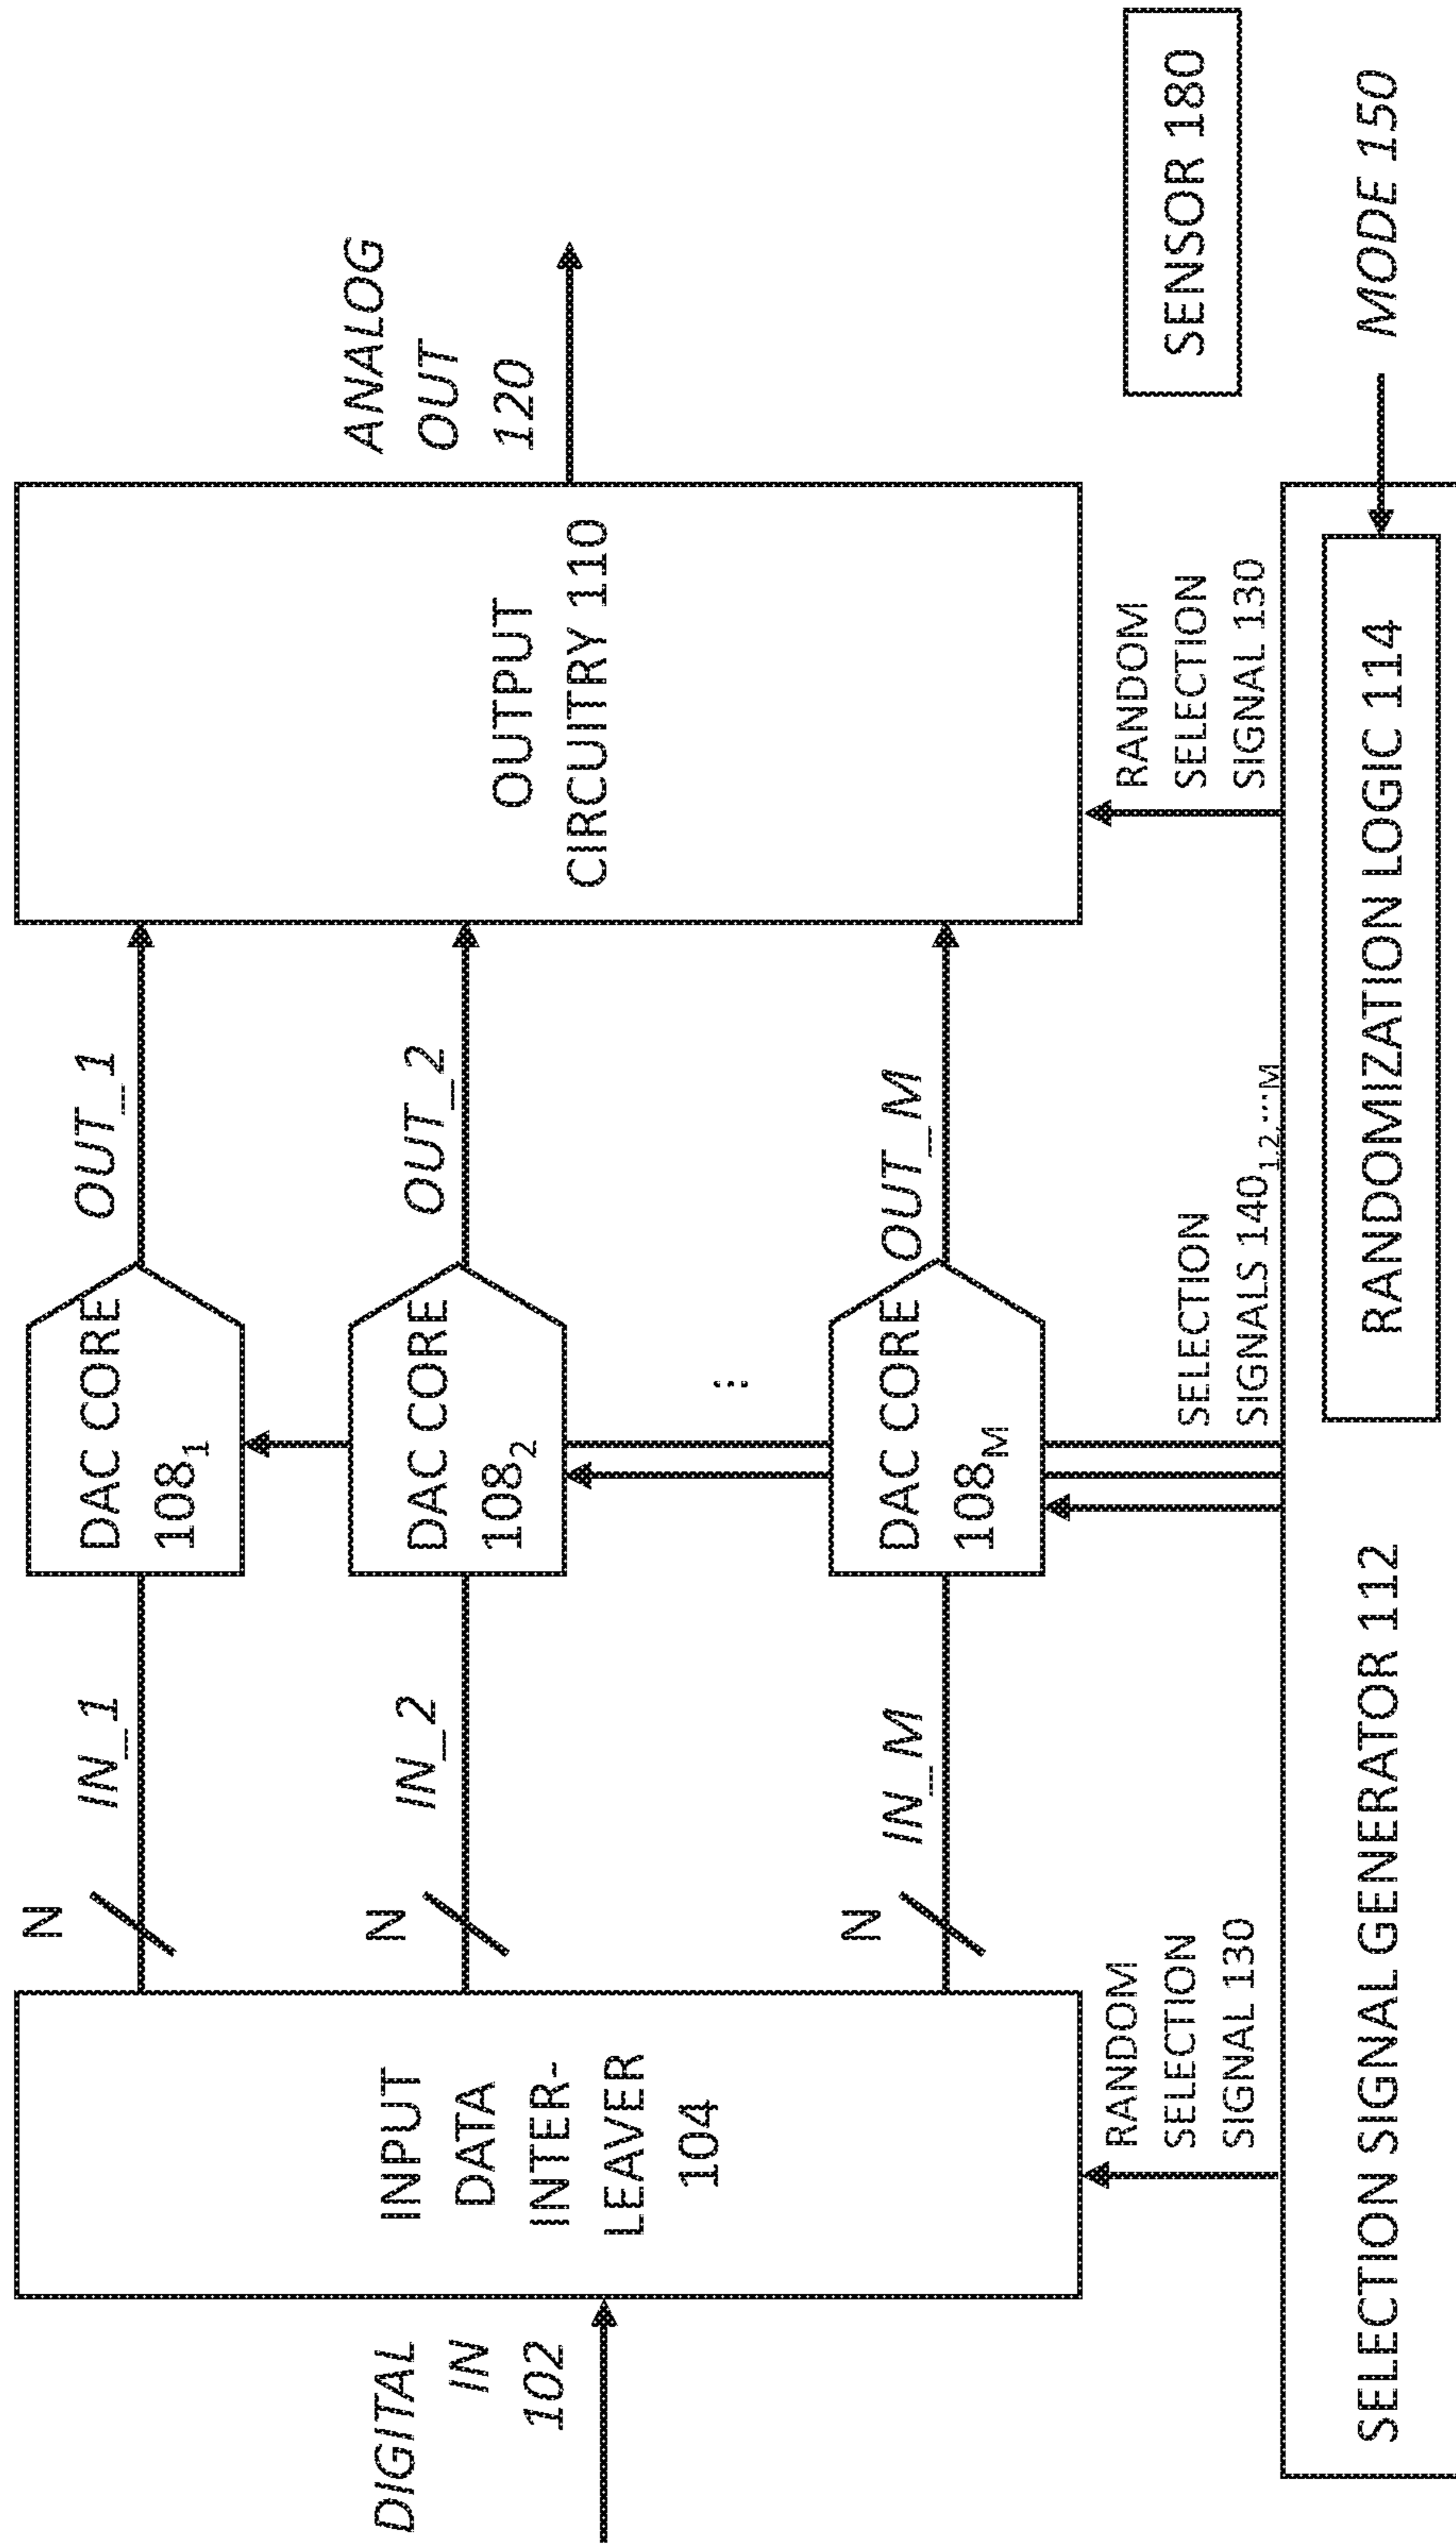 DIGITAL
IN
102
INPUT
DATA
INTER-
LEAVER
104
N
IN_1
N
IN_2
N
IN_M
DAC CORE
108₁
DAC CORE
108₂
⋮
DAC CORE
108M
OUT_1
OUT_2
OUT_M
OUTPUT
CIRCUITRY 110
ANALOG
OUT
120
RANDOM
SELECTION
SIGNAL 130
SELECTION
SIGNALS 140₁,₂,…M
RANDOM
SELECTION
SIGNAL 130
SENSOR 180
SELECTION SIGNAL GENERATOR 112
RANDOMIZATION LOGIC 114
MODE 150